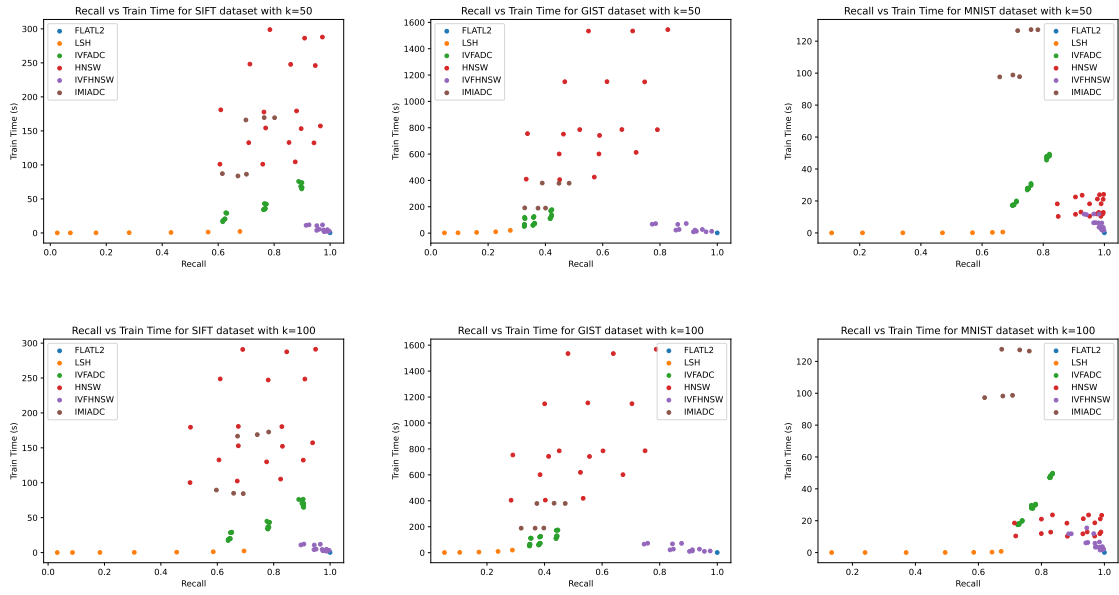 Recall vs Train Time for SIFT dataset with k=50
Train Time (s)
300
250
200
150
100
50
0
0.0 0.2 0.4 0.6 0.8 1.0
Recall
FLATL2
LSH
IVFADC
HNSW
IVFHNSW
IMIADC
Recall vs Train Time for GIST dataset with k=50
Train Time (s)
1600
1400
1200
1000
800
600
400
200
0
0.0 0.2 0.4 0.6 0.8 1.0
Recall
FLATL2
LSH
IVFADC
HNSW
IVFHNSW
IMIADC
Recall vs Train Time for MNIST dataset with k=50
Train Time (s)
120
100
80
60
40
20
0
0.2 0.4 0.6 0.8 1.0
Recall
FLATL2
LSH
IVFADC
HNSW
IVFHNSW
IMIADC
Recall vs Train Time for SIFT dataset with k=100
Train Time (s)
300
250
200
150
100
50
0
0.0 0.2 0.4 0.6 0.8 1.0
Recall
FLATL2
LSH
IVFADC
HNSW
IVFHNSW
IMIADC
Recall vs Train Time for GIST dataset with k=100
Train Time (s)
1600
1400
1200
1000
800
600
400
200
0
0.2 0.4 0.6 0.8 1.0
Recall
FLATL2
LSH
IVFADC
HNSW
IVFHNSW
IMIADC
Recall vs Train Time for MNIST dataset with k=100
Train Time (s)
120
100
80
60
40
20
0
0.2 0.4 0.6 0.8 1.0
Recall
FLATL2
LSH
IVFADC
HNSW
IVFHNSW
IMIADC